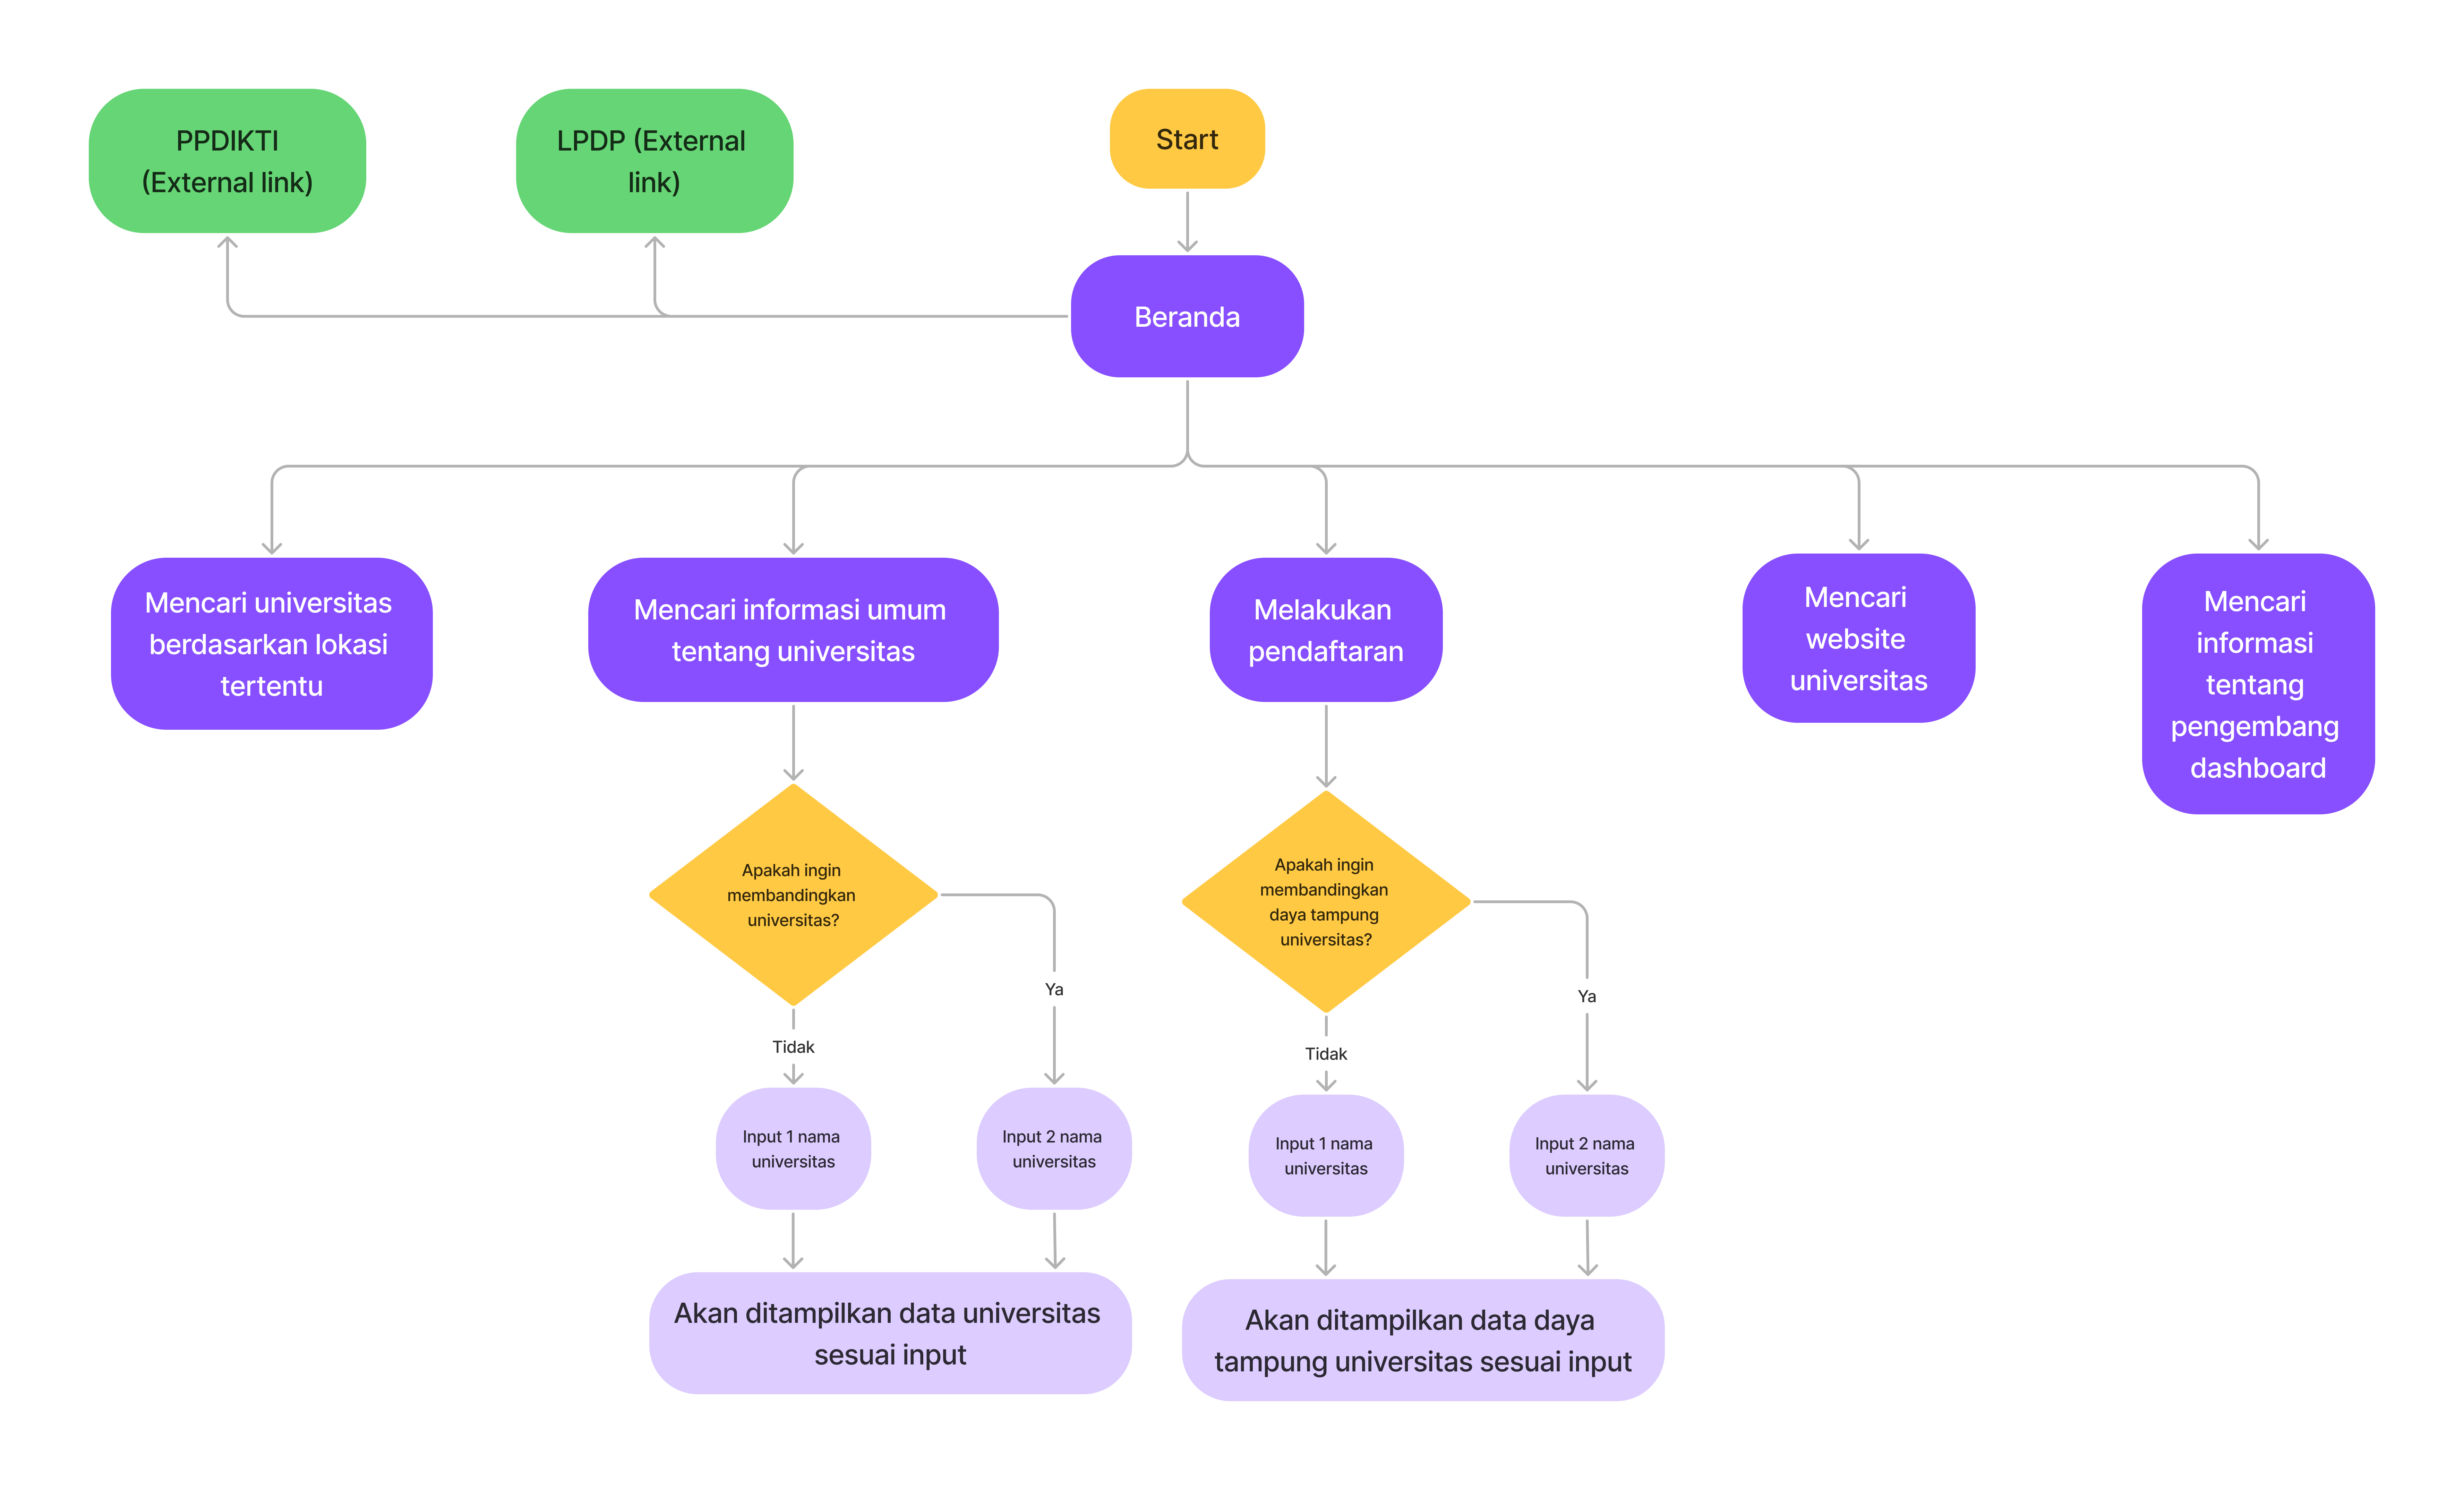 PPDIKTI
(External link)
LPDP (External
link)
Start
Beranda
Mencari universitas
berdasarkan lokasi
tertentu
Mencari informasi umum
tentang universitas
Melakukan
pendaftaran
Mencari
website
universitas
Mencari
informasi
tentang
pengembang
dashboard
Apakah ingin
membandingkan
universitas?
Apakah ingin
membandingkan
daya tampung
universitas?
Ya
Tidak
Ya
Tidak
Input 1 nama
universitas
Input 2 nama
universitas
Input 1 nama
universitas
Input 2 nama
universitas
Akan ditampilkan data universitas
sesuai input
Akan ditampilkan data daya
tampung universitas sesuai input